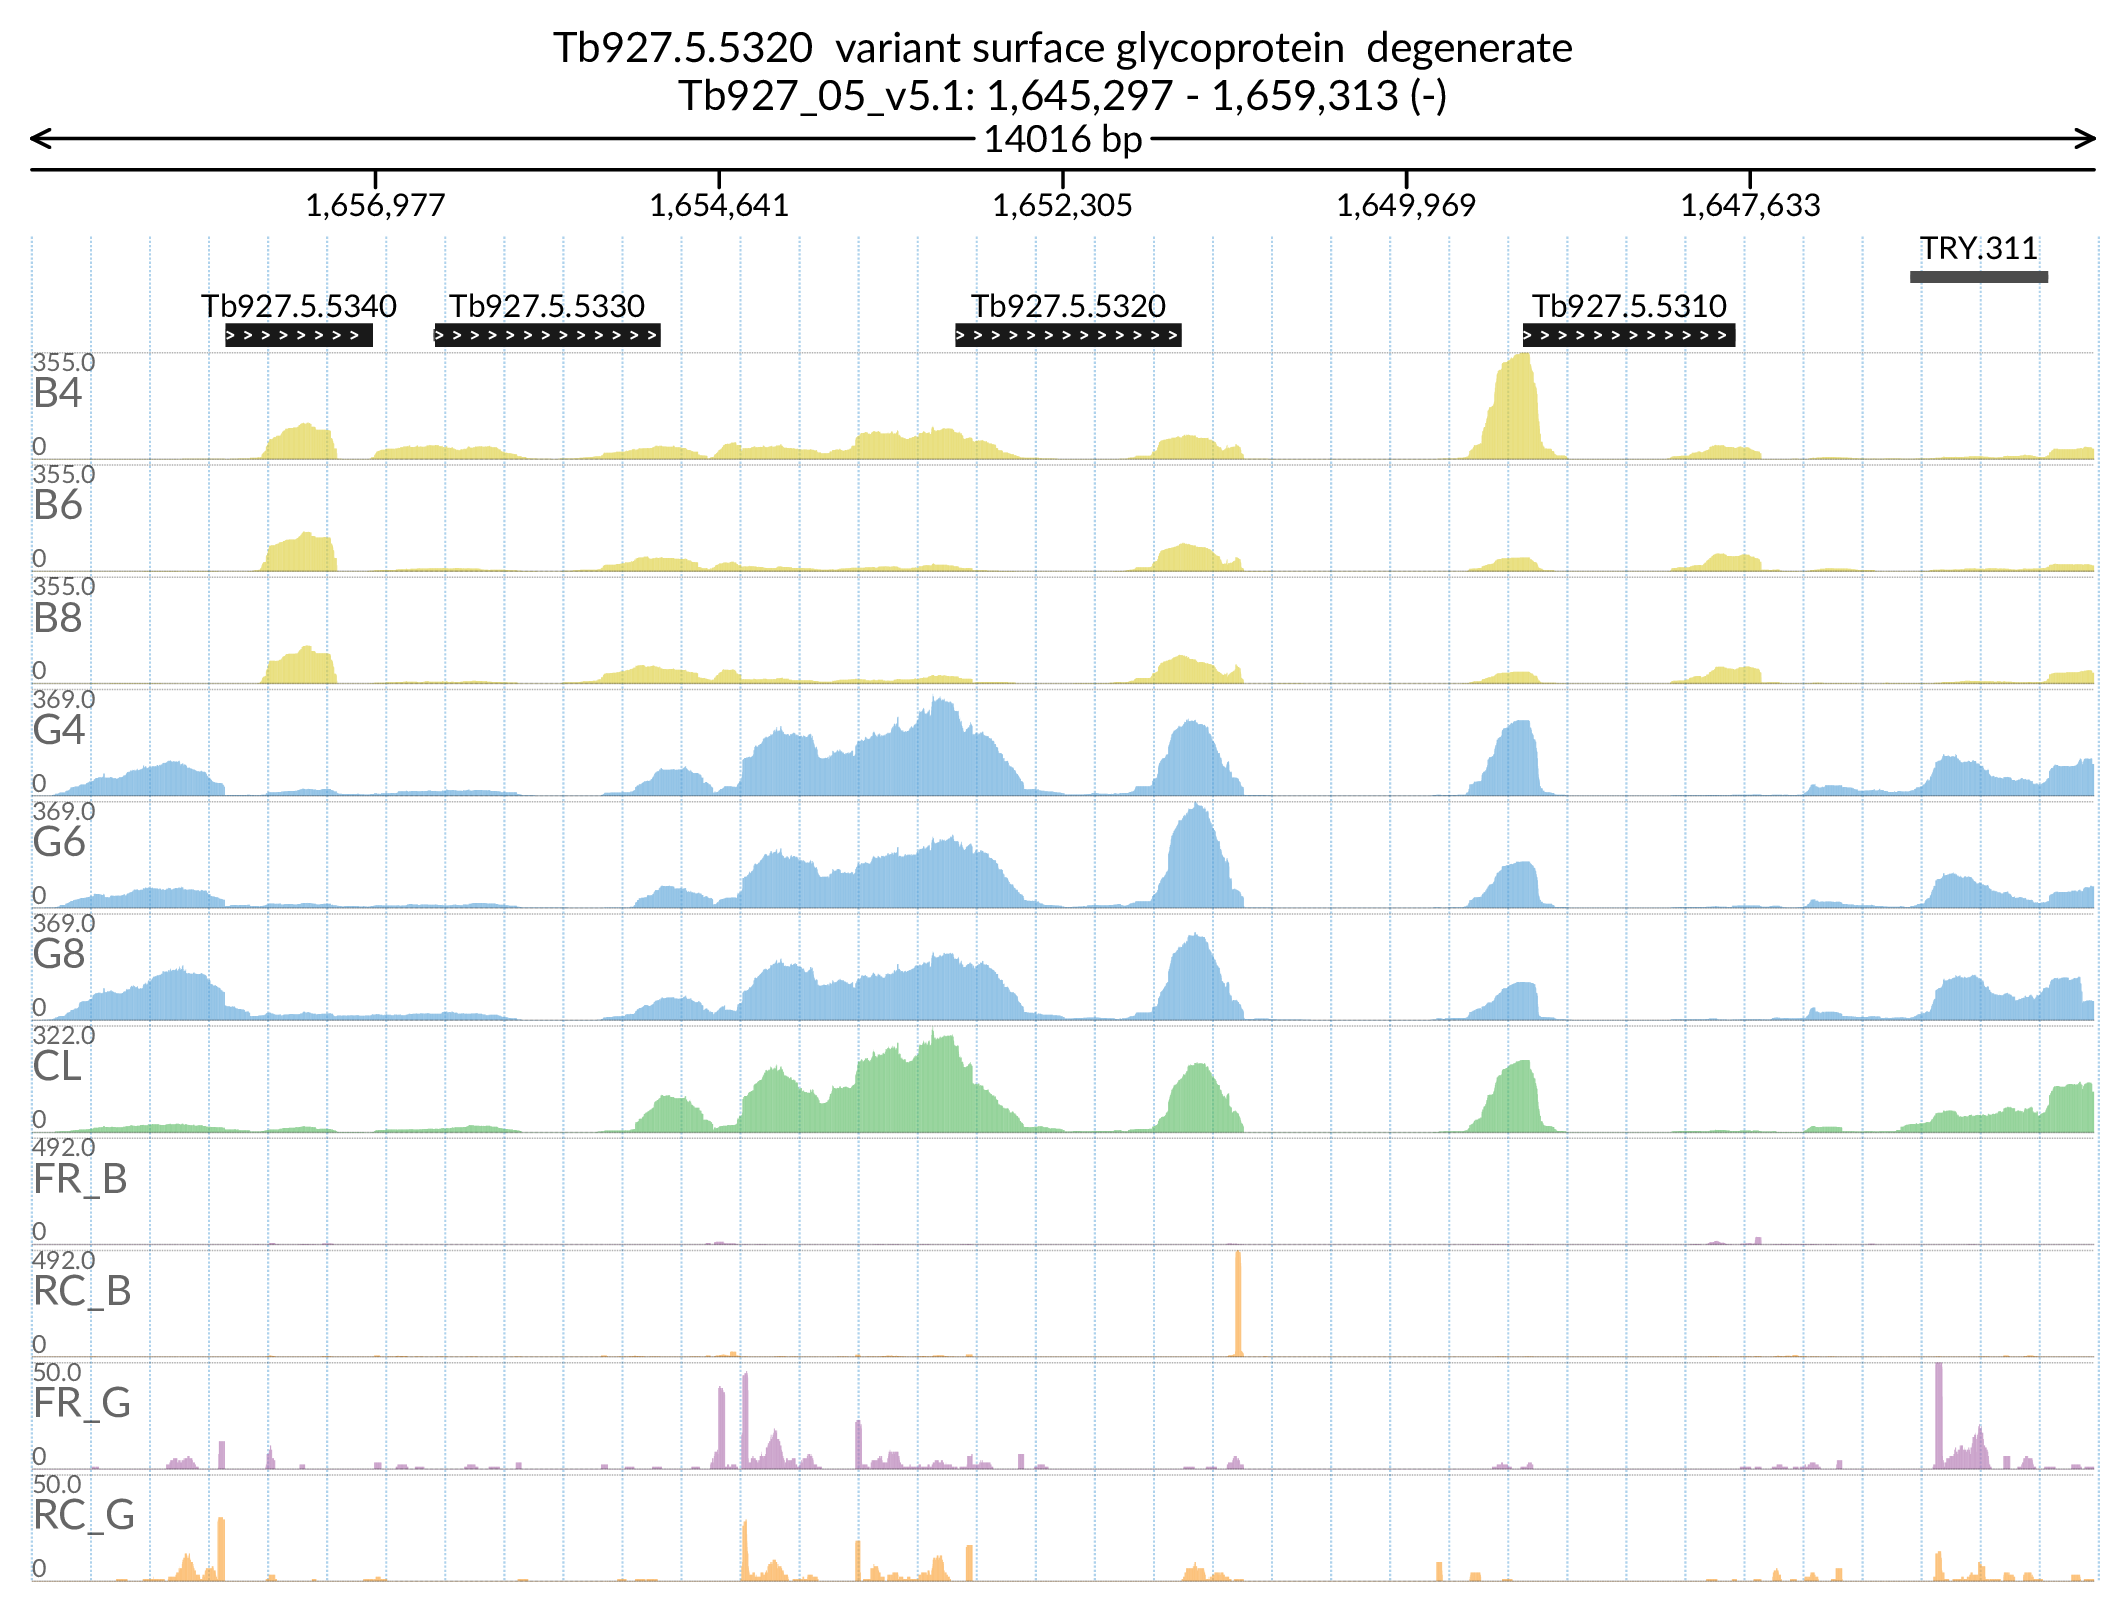 Tb927.5.5320  variant surface glycoprotein  degenerate
Tb927_05_v5.1: 1,645,297 - 1,659,313 (-)
14016 bp
1,656,977 1,654,641 1,652,305 1,649,969 1,647,633
TRY.311
Tb927.5.5340 Tb927.5.5330 Tb927.5.5320 Tb927.5.5310
355.0
B4
0
355.0
B6
0
355.0
B8
0
369.0
G4
0
369.0
G6
0
369.0
G8
0
322.0
CL
0
492.0
FR_B
0
492.0
RC_B
0
50.0
FR_G
0
50.0
RC_G
0